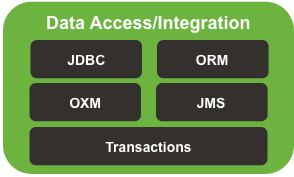 Data Access/Integration
JDBC ORM
OXM JMS
Transactions